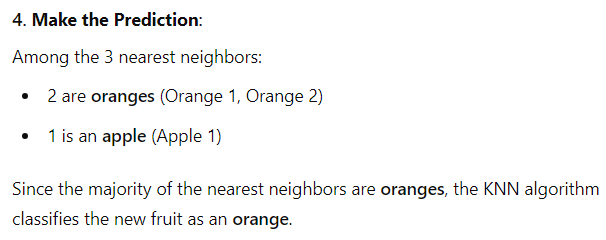 4. Make the Prediction:
Among the 3 nearest neighbors:
• 2 are oranges (Orange 1, Orange 2)
• 1 is an apple (Apple 1)
Since the majority of the nearest neighbors are oranges, the KNN algorithm
classifies the new fruit as an orange.